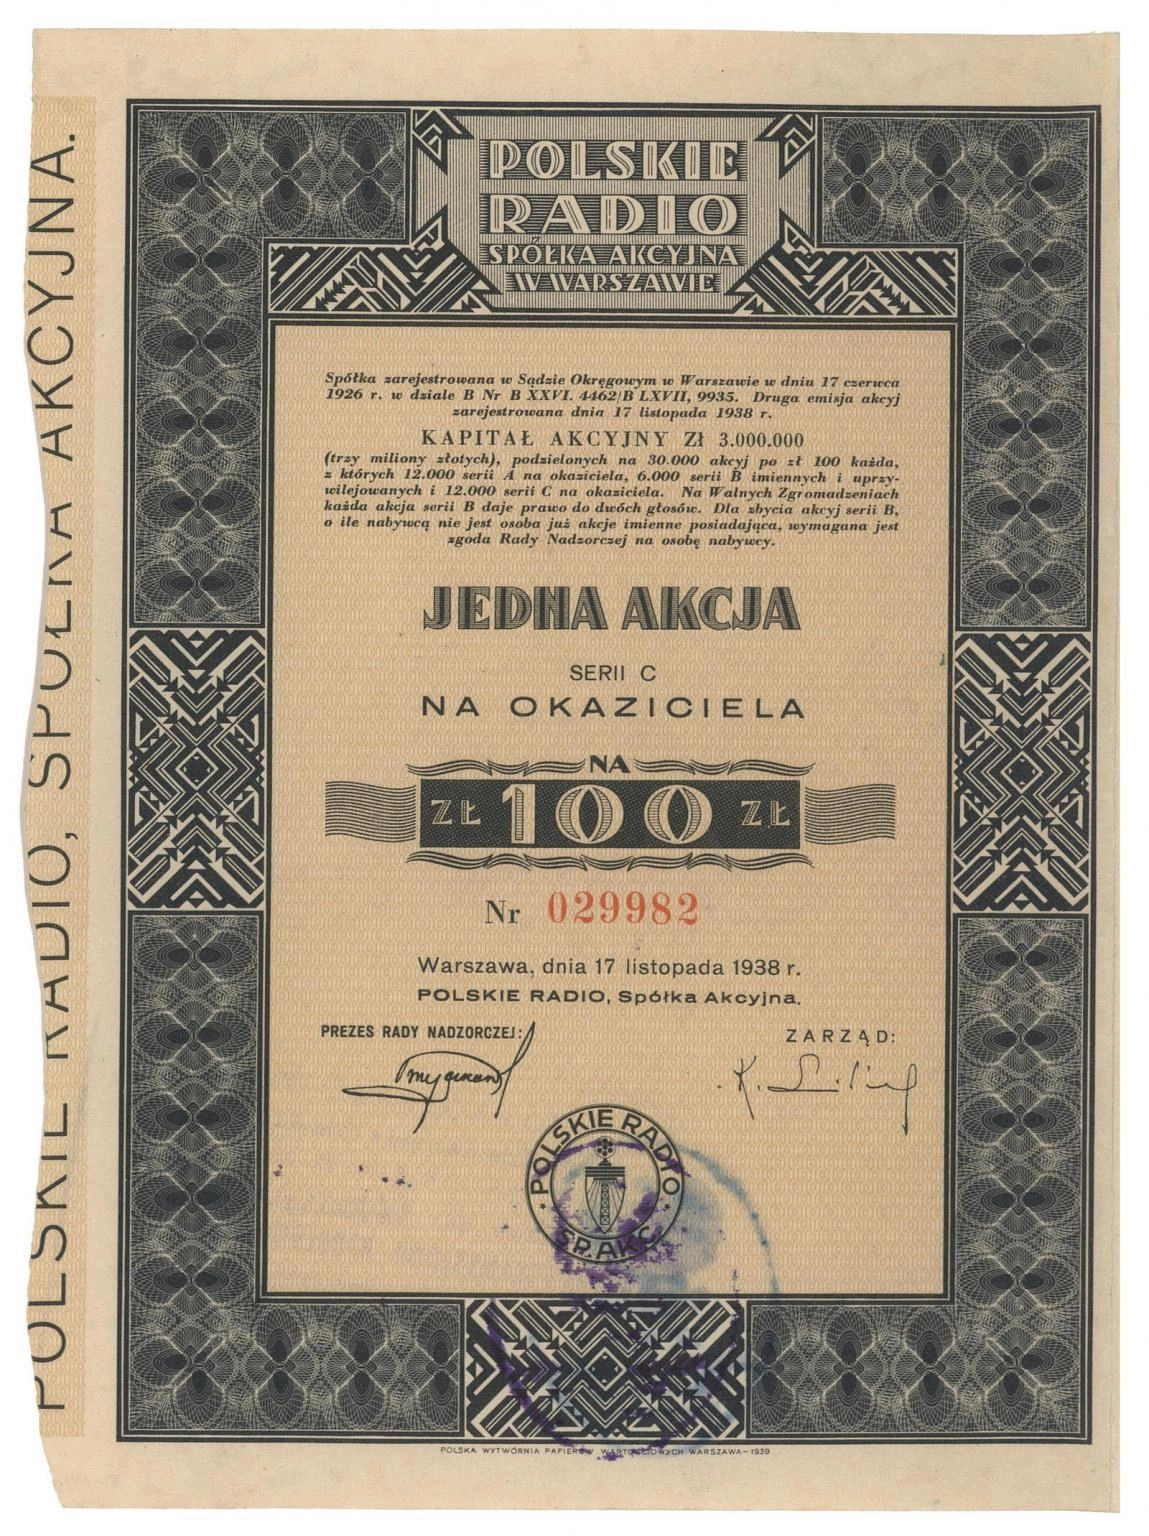 POLSKIE RADIO, SPÓŁKA AKCYJNA.
POLSKIE
RADIO
SPÓŁKA AKCYJNA
W WARSZAWIE
Spółka zarejestrowana w Sądzie Okręgowym w Warszawie w dniu 17 czerwca
1926 r. w dziale B Nr B XXVI. 4462/B LXVII, 9935. Druga emisja akcyj
zarejestrowana dnia 17 listopada 1938 r.
KAPITAŁ AKCYJNY Zł 3.000.000
(trzy miliony złotych), podzielonych na 30.000 akcyj po zł 100 każda,
z których 12.000 serii A na okaziciela, 6.000 serii B imiennych i uprzy-
wilejowanych i 12.000 serii C na okaziciela. Na Walnych Zgromadzeniach
każda akcja serii B daje prawo do dwóch głosów. Dla zbycia akcyj serii B,
o ile nabywcą nie jest osoba już akcje imienne posiadająca, wymagana jest
zgoda Rady Nadzorczej na osobę nabywcy.
JEDNA AKCJA
SERII C
NA OKAZICIELA
NA
ZŁ 100 ZŁ
Nr 029982
Warszawa, dnia 17 listopada 1938 r.
POLSKIE RADIO, Spółka Akcyjna.
PREZES RADY NADZORCZEJ:
ZARZĄD:
POLSKIE RADIO
SP. AKC.
POLSKA WYTWÓRNIA PAPIERÓW WARTOŚCIOWYCH WARSZAWA – 1939